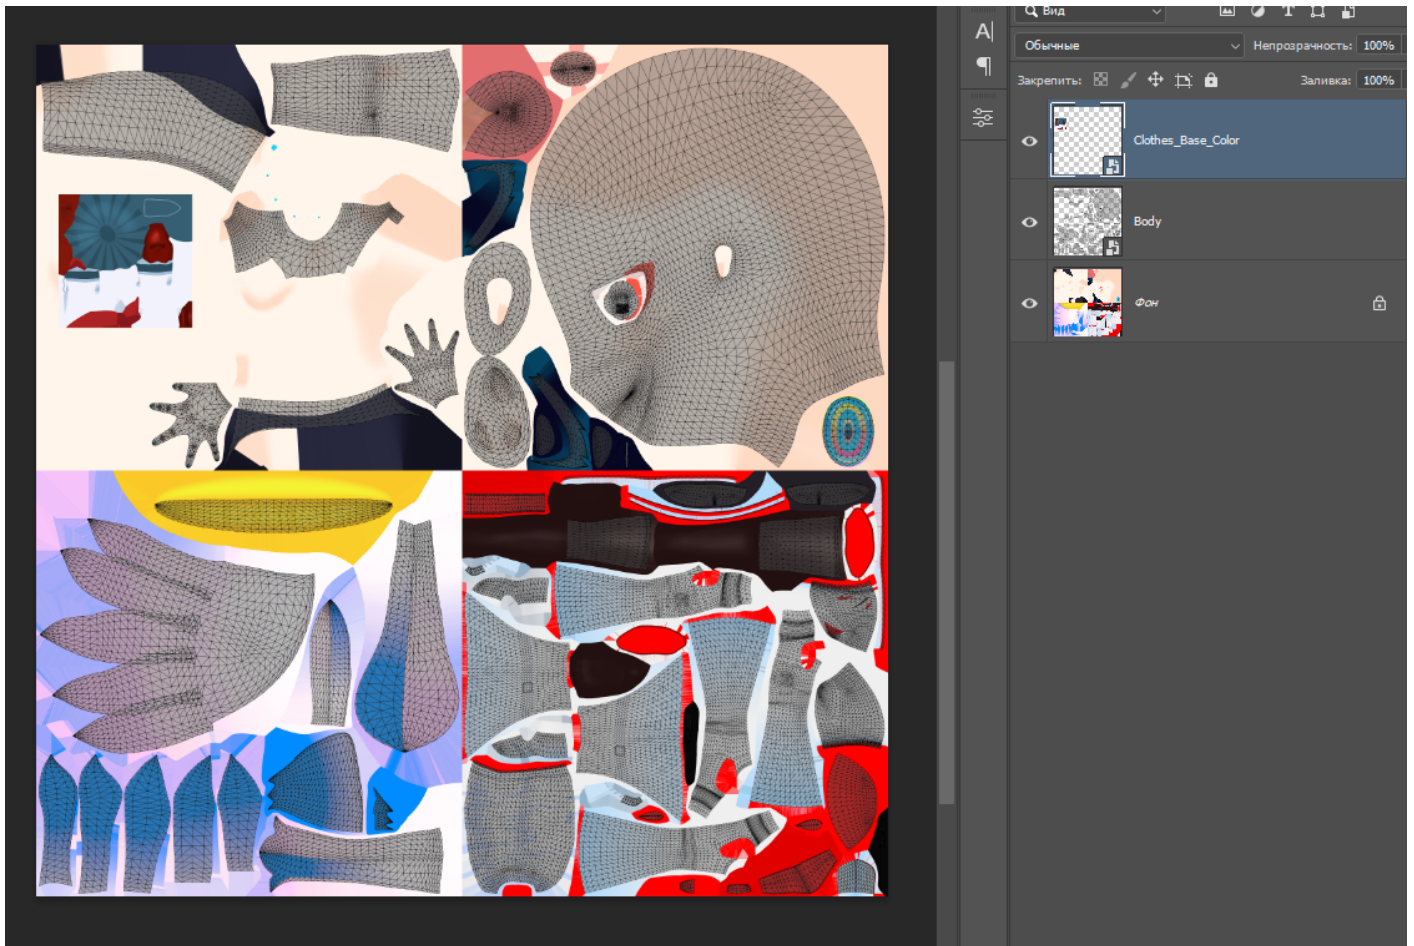 Вид
Обычные
Непрозрачность: 100%
Закрепить:
Заливка: 100%
Clothes_Base_Color
Body
Фон